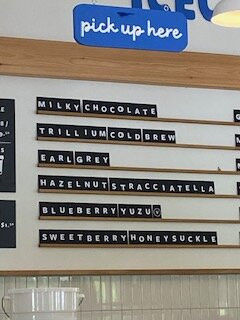 pick up here
MILKY CHOCOLATE
TRILLIUM COLD BREW
EARL GREY
HAZELNUT STRACCIATELLA
BLUEBERRY YUZU
SWEETBERRY HONEYSUCKLE